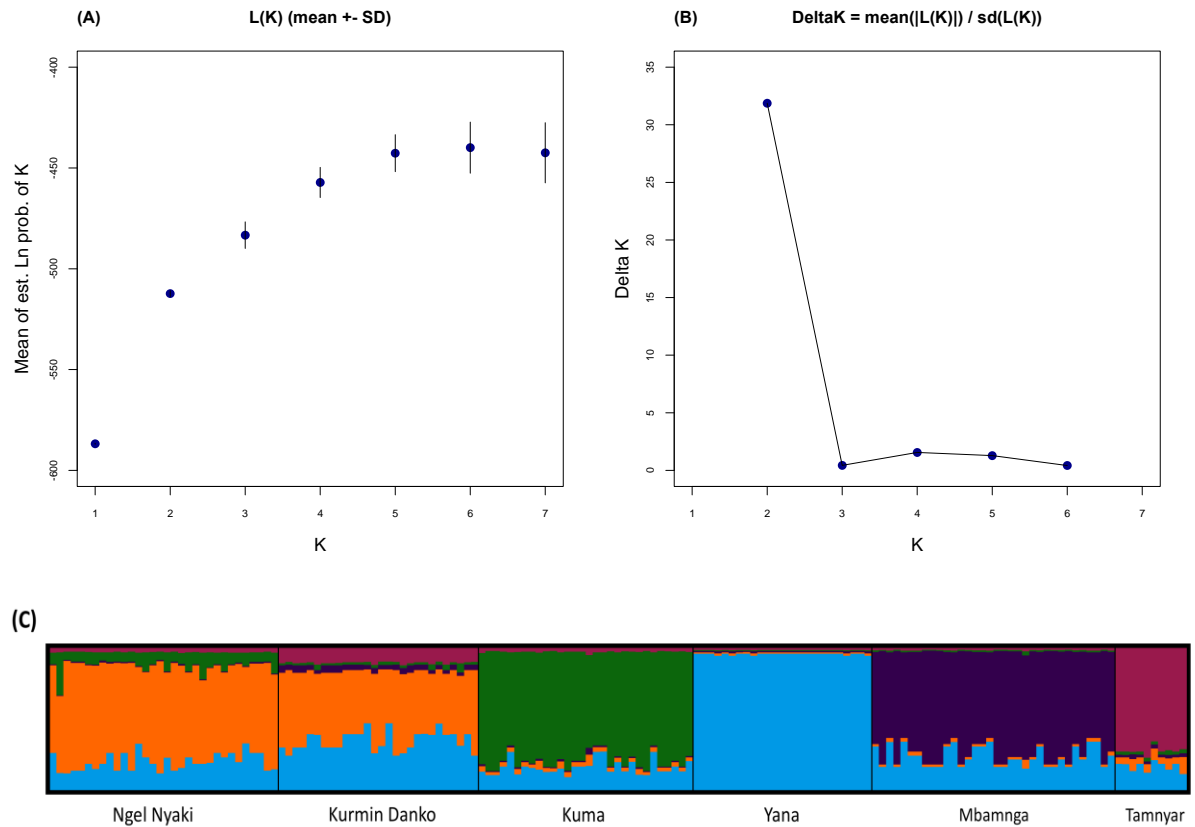 (A) L(K) (mean +- SD)
Mean of est. Ln prob. of K
-400
-450
-500
-550
-600
1 2 3 4 5 6 7
K
(B) DeltaK = mean(|L(K)|) / sd(L(K))
Delta K
35
30
25
20
15
10
5
0
1 2 3 4 5 6 7
K
(C)
Ngel Nyaki Kurmin Danko Kuma Yana Mbamnga Tamnyar